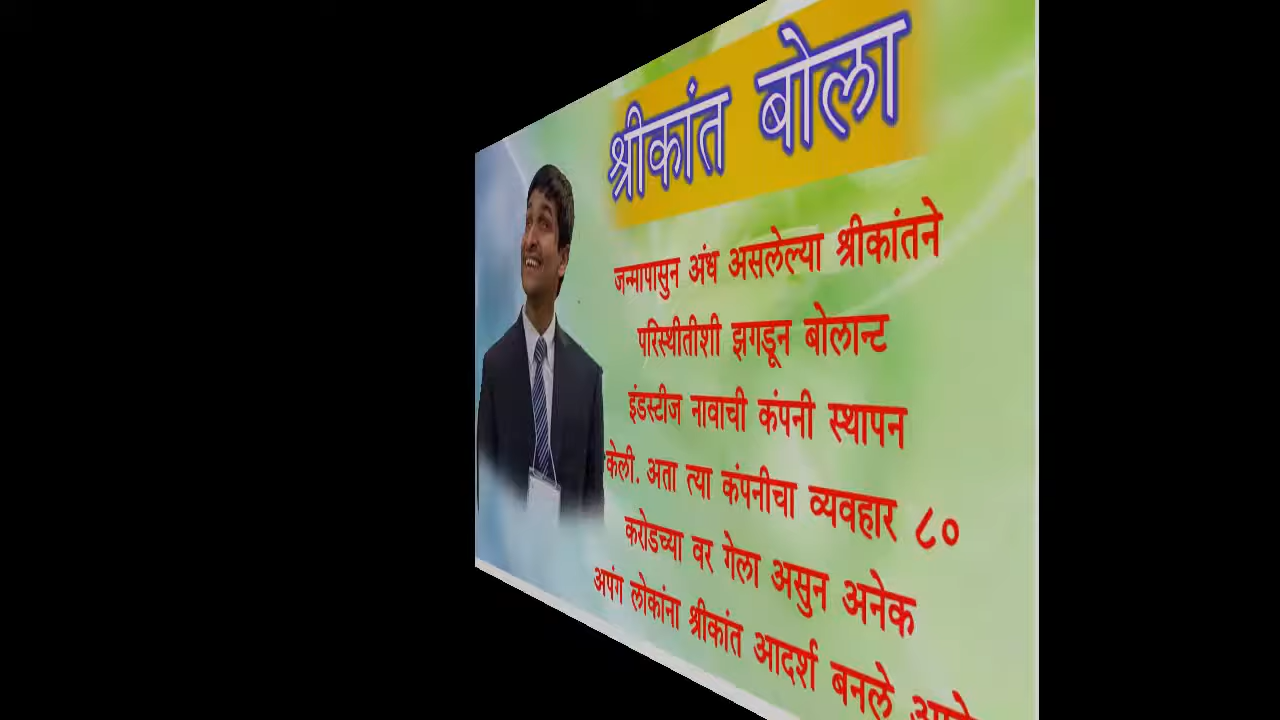 श्रीकांत बोला
जन्मापासुन अंध असलेल्या श्रीकांतने
परिस्थीतीशी झगडून बोलान्ट
इंडस्टीज नावाची कंपनी स्थापन
केली. अता त्या कंपनीचा व्यवहार ८०
करोडच्या वर गेला असुन अनेक
अपंग लोकांना श्रीकांत आदर्श बनले